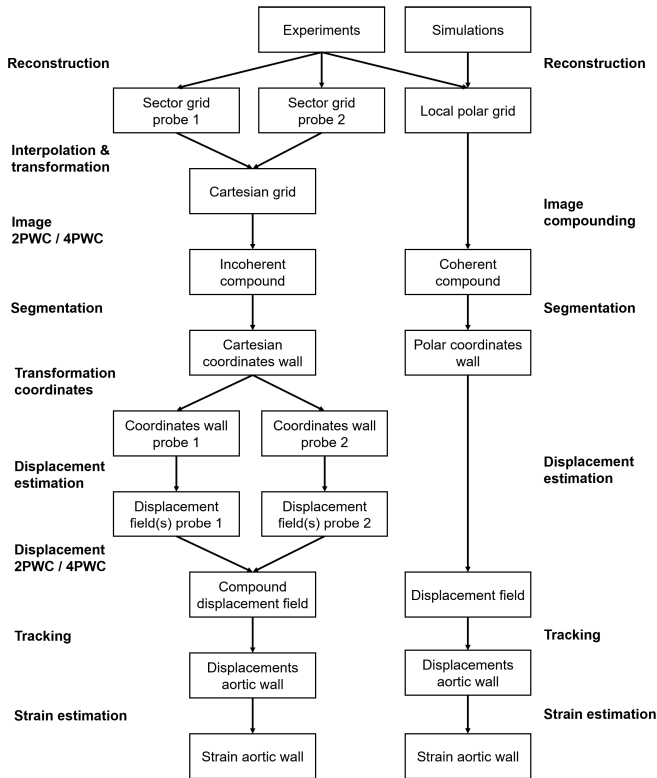 Experiments
Simulations
Reconstruction
Reconstruction
Sector grid
probe 1
Sector grid
probe 2
Local polar grid
Interpolation &
transformation
Cartesian grid
Image
2PWC / 4PWC
Image
compounding
Incoherent
compound
Coherent
compound
Segmentation
Segmentation
Cartesian
coordinates wall
Polar coordinates
wall
Transformation
coordinates
Coordinates wall
probe 1
Coordinates wall
probe 2
Displacement
estimation
Displacement
estimation
Displacement
field(s) probe 1
Displacement
field(s) probe 2
Displacement
2PWC / 4PWC
Compound
displacement field
Displacement field
Tracking
Tracking
Displacements
aortic wall
Displacements
aortic wall
Strain estimation
Strain estimation
Strain aortic wall
Strain aortic wall